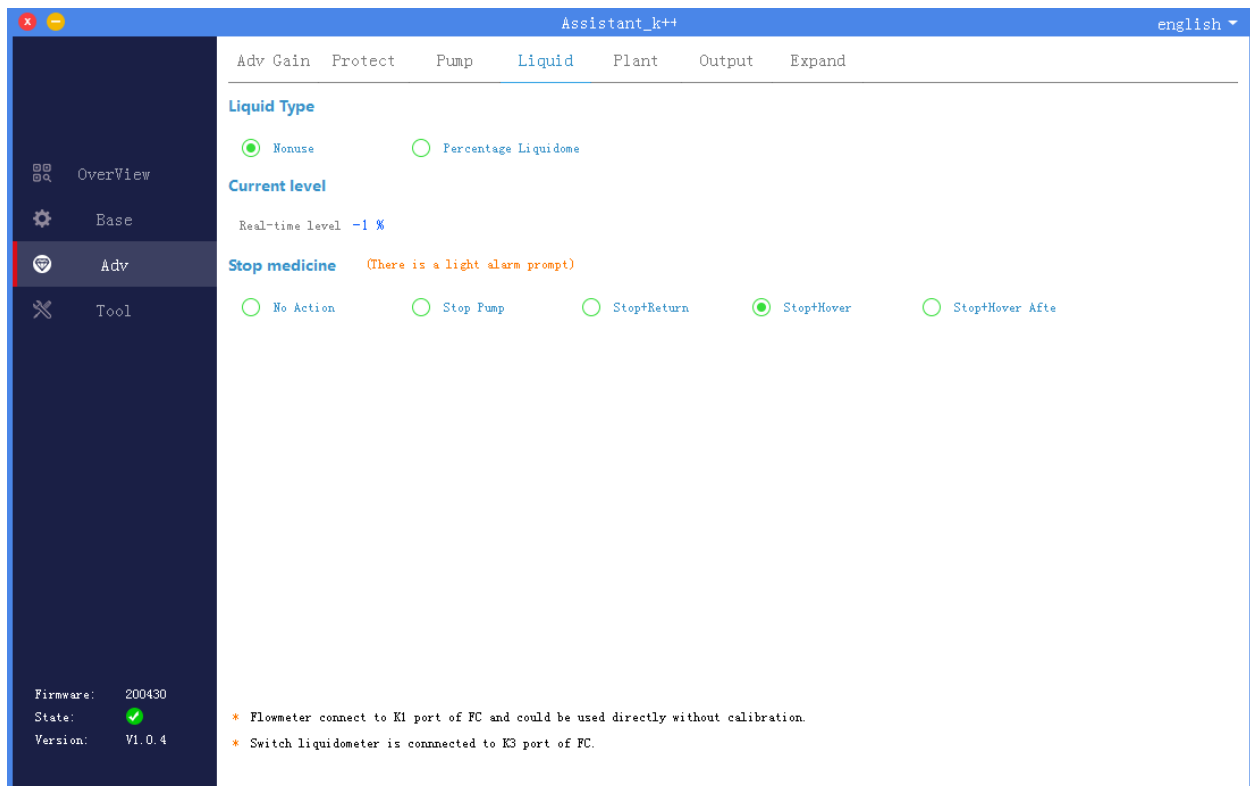 Assistant_k++
english
Adv Gain Protect Pump Liquid Plant Output Expand
OverView
Base
Adv
Tool
Liquid Type
Nonuse Percentage Liquidome
Current level
Real-time level -1 %
Stop medicine (There is a light alarm prompt)
No Action Stop Pump Stop+Return Stop+Hover Stop+Hover Afte
Firmware: 200430
State:
Version: V1.0.4
* Flowmeter connect to K1 port of FC and could be used directly without calibration.
* Switch liquidometer is connnected to K3 port of FC.